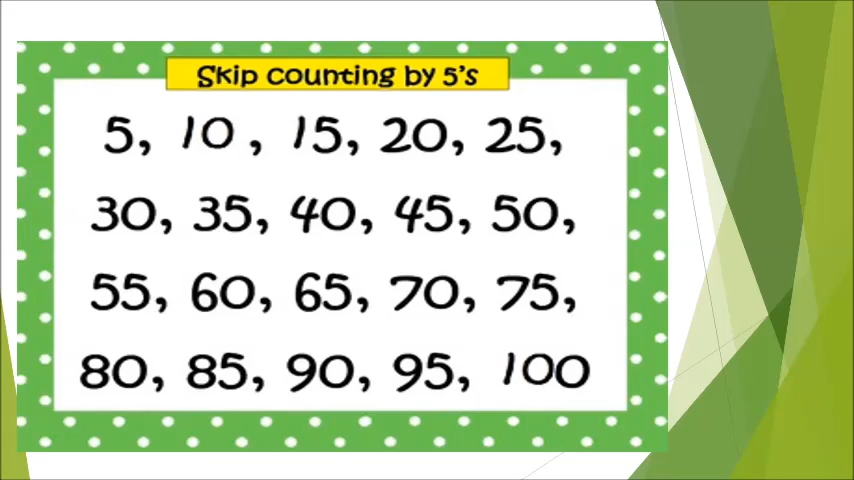 Skip counting by 5's
5, 10 , 15, 20, 25,
30, 35, 40, 45, 50,
55, 60, 65, 70, 75,
80, 85, 90, 95, 100